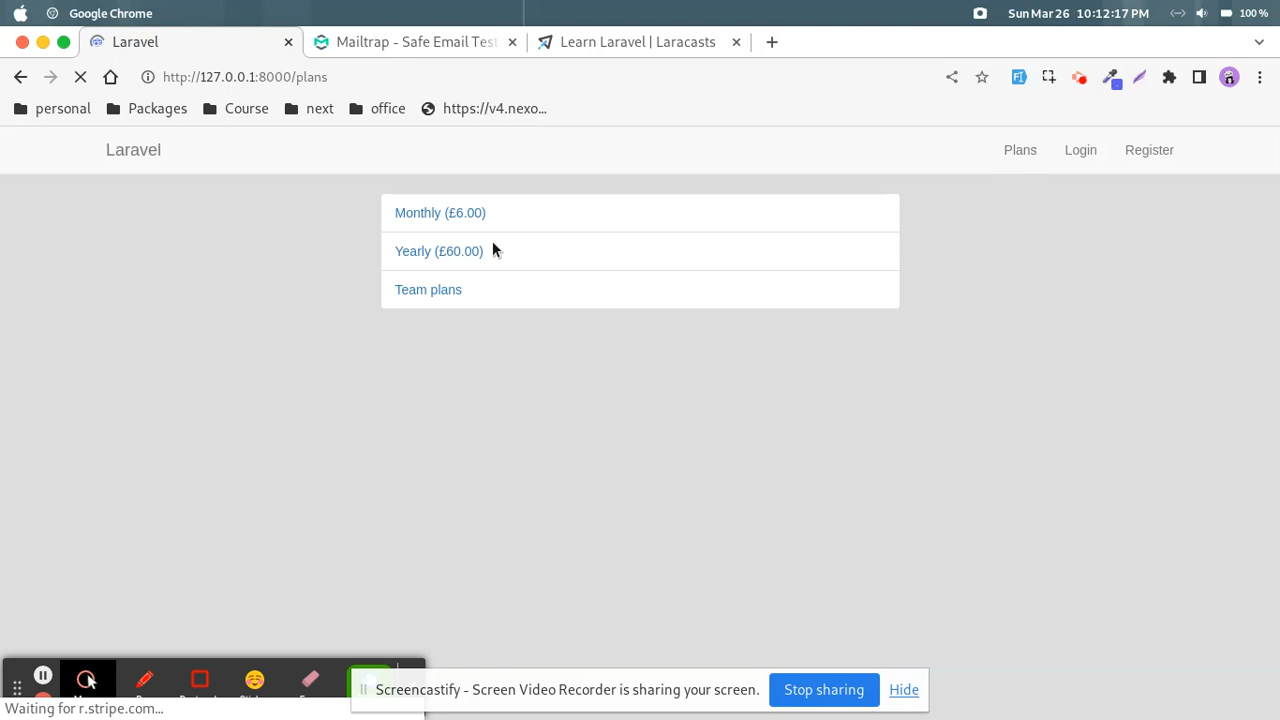 Google Chrome
Sun Mar 26 10:12:17 PM
100 %
Laravel
Mailtrap - Safe Email Test
Learn Laravel | Laracasts
http://127.0.0.1:8000/plans
personal
Packages
Course
next
office
https://v4.nexo...
Laravel
Plans
Login
Register
Monthly (£6.00)
Yearly (£60.00)
Team plans
Screencastify - Screen Video Recorder is sharing your screen.
Stop sharing
Hide
Waiting for r.stripe.com...